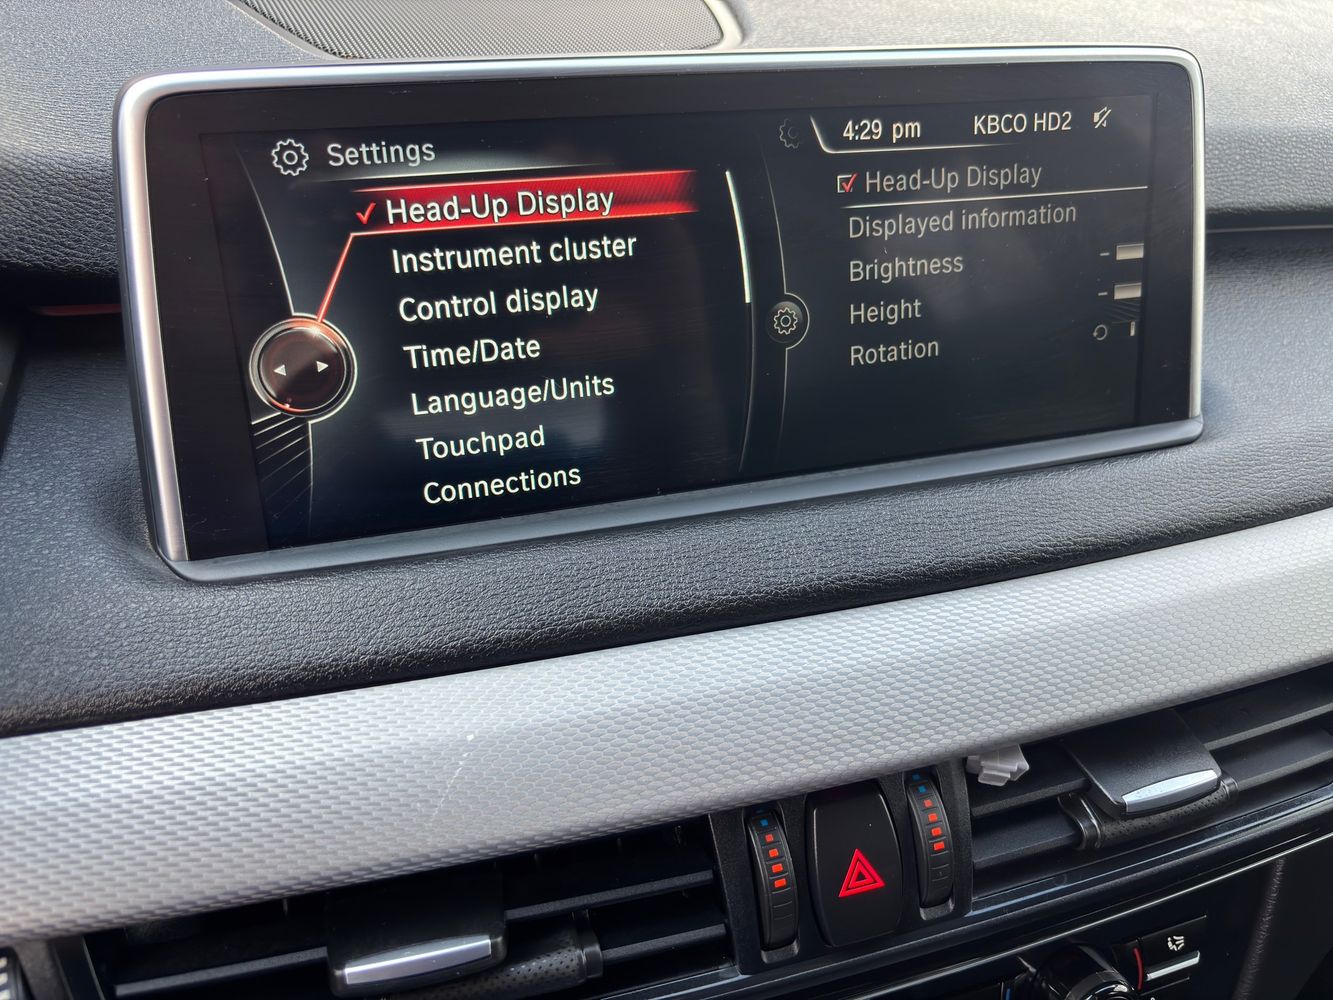 Settings
Head-Up Display
Instrument cluster
Control display
Time/Date
Language/Units
Touchpad
Connections
4:29 pm KBCO HD2
Head-Up Display
Displayed information
Brightness
Height
Rotation